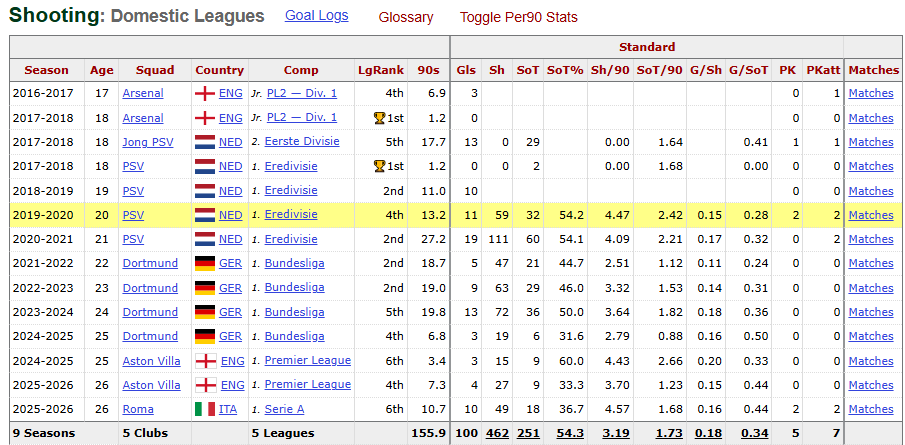 Shooting: Domestic Leagues Goal Logs Glossary Toggle Per90 Stats
Standard
Season Age Squad Country Comp LgRank 90s Gls Sh SoT SoT% Sh/90 SoT/90 G/Sh G/SoT PK PKatt Matches
2016-2017 17 Arsenal ENG Jr. PL2 — Div. 1 4th 6.9 3 0 1 Matches
2017-2018 18 Arsenal ENG Jr. PL2 — Div. 1 1st 1.2 0 0 0 Matches
2017-2018 18 Jong PSV NED 2. Eerste Divisie 5th 17.7 13 0 29 0.00 1.64 0.41 1 1 Matches
2017-2018 18 PSV NED 1. Eredivisie 1st 1.2 0 0 2 0.00 1.68 0.00 0 0 Matches
2018-2019 19 PSV NED 1. Eredivisie 2nd 11.0 10 0 0 Matches
2019-2020 20 PSV NED 1. Eredivisie 4th 13.2 11 59 32 54.2 4.47 2.42 0.15 0.28 2 2 Matches
2020-2021 21 PSV NED 1. Eredivisie 2nd 27.2 19 111 60 54.1 4.09 2.21 0.17 0.32 0 2 Matches
2021-2022 22 Dortmund GER 1. Bundesliga 2nd 18.7 5 47 21 44.7 2.51 1.12 0.11 0.24 0 0 Matches
2022-2023 23 Dortmund GER 1. Bundesliga 2nd 19.0 9 63 29 46.0 3.32 1.53 0.14 0.31 0 0 Matches
2023-2024 24 Dortmund GER 1. Bundesliga 5th 19.8 13 72 36 50.0 3.64 1.82 0.18 0.36 0 0 Matches
2024-2025 25 Dortmund GER 1. Bundesliga 4th 6.8 3 19 6 31.6 2.79 0.88 0.16 0.50 0 0 Matches
2024-2025 25 Aston Villa ENG 1. Premier League 6th 3.4 3 15 9 60.0 4.43 2.66 0.20 0.33 0 0 Matches
2025-2026 26 Aston Villa ENG 1. Premier League 4th 7.3 4 27 9 33.3 3.70 1.23 0.15 0.44 0 0 Matches
2025-2026 26 Roma ITA 1. Serie A 6th 10.7 10 49 18 36.7 4.57 1.68 0.16 0.44 2 2 Matches
9 Seasons 5 Clubs 5 Leagues 155.9 100 462 251 54.3 3.19 1.73 0.18 0.34 5 7